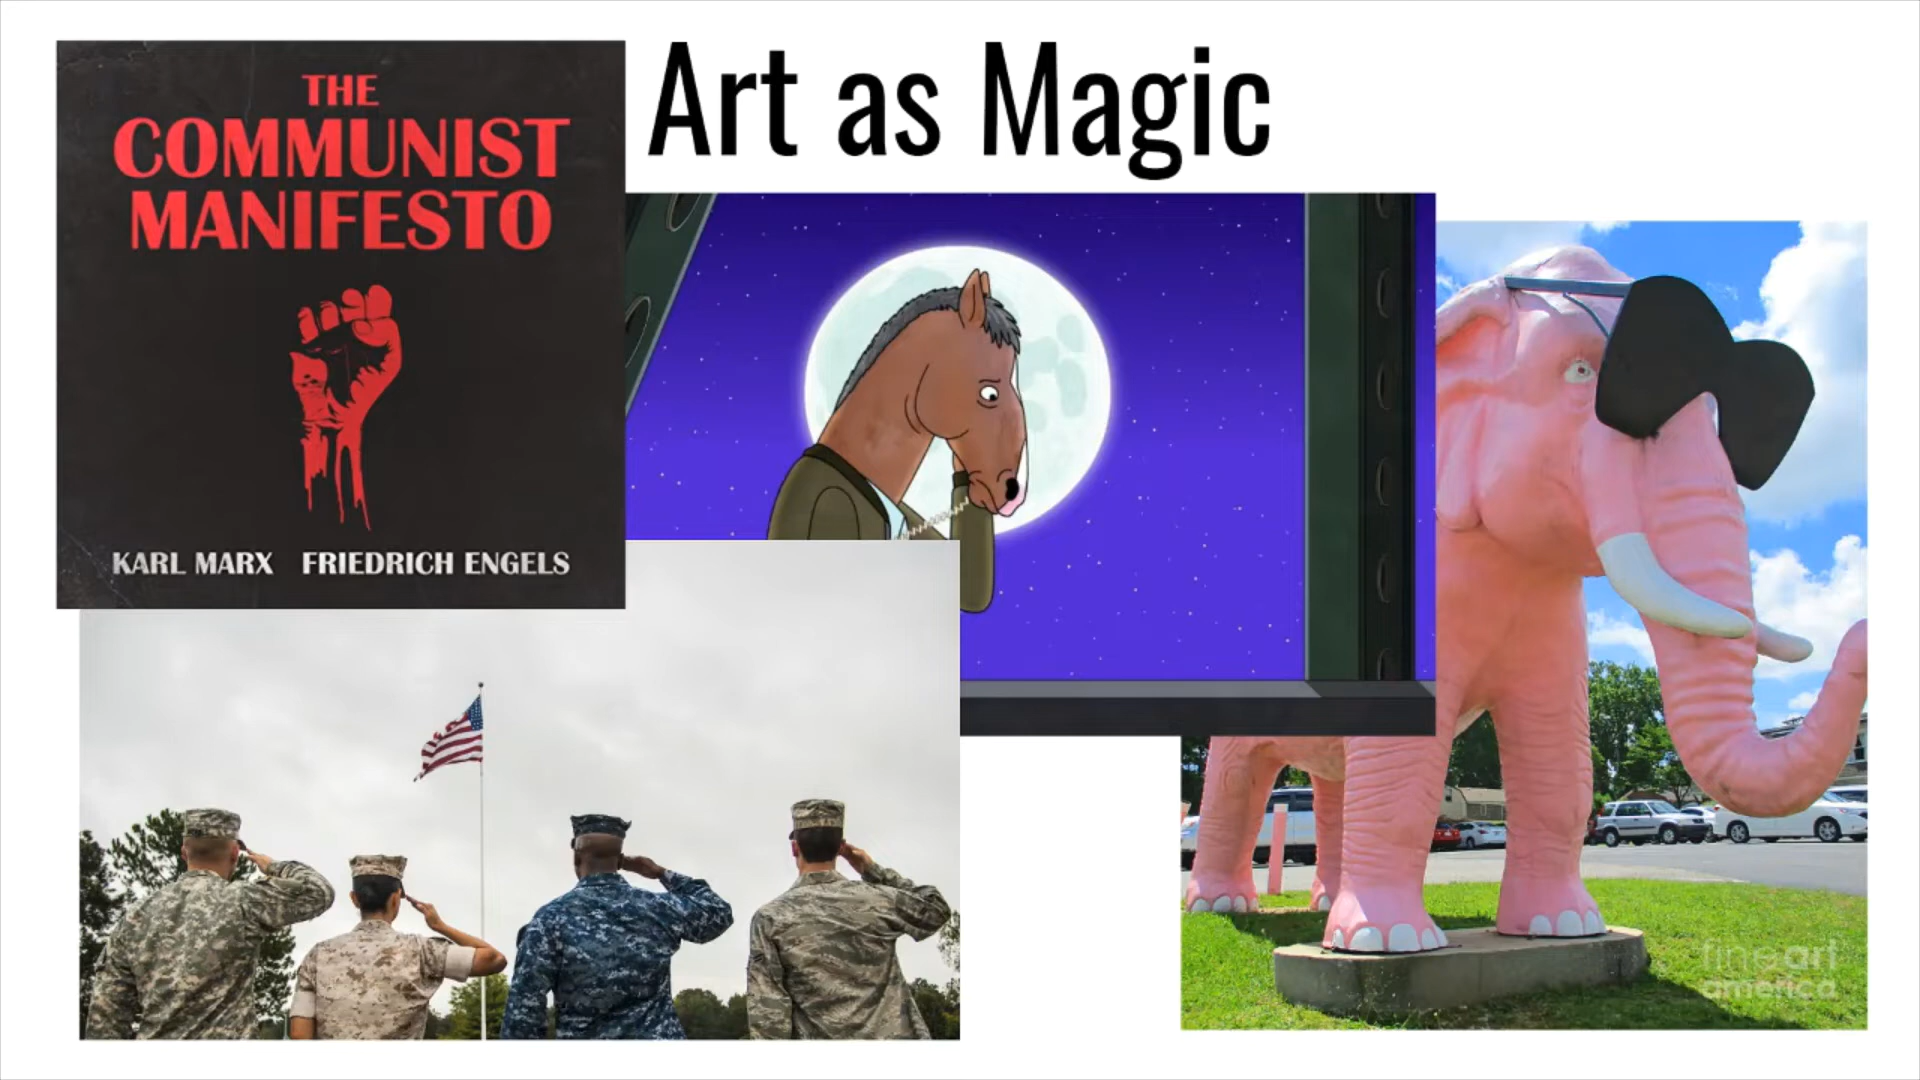 Art as Magic
THE
COMMUNIST
MANIFESTO
KARL MARX FRIEDRICH ENGELS
fineart
america